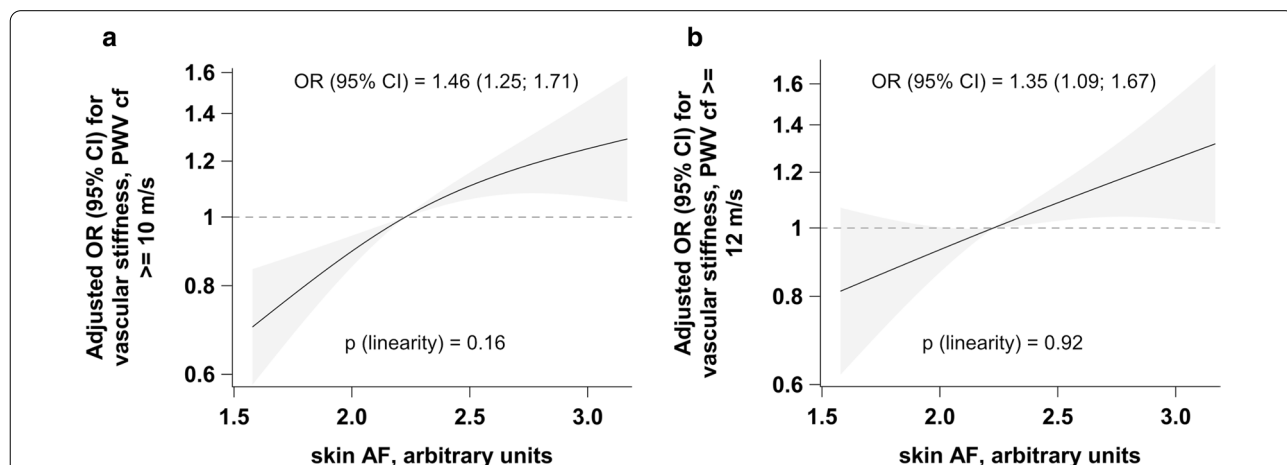 a
Adjusted OR (95% CI) for
vascular stiffness, PWV cf
>= 10 m/s
1.6
1.4
1.2
1
0.8
0.6
OR (95% CI) = 1.46 (1.25; 1.71)
p (linearity) = 0.16
1.5 2.0 2.5 3.0
skin AF, arbitrary units
b
Adjusted OR (95% CI) for
vascular stiffness, PWV cf >=
12 m/s
1.6
1.4
1.2
1
0.8
0.6
OR (95% CI) = 1.35 (1.09; 1.67)
p (linearity) = 0.92
1.5 2.0 2.5 3.0
skin AF, arbitrary units